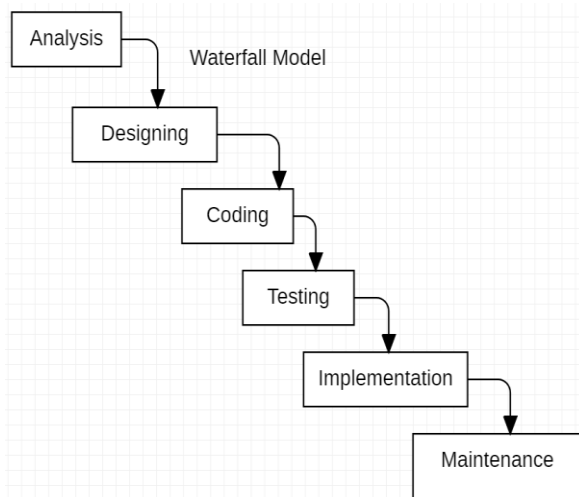 Analysis
Waterfall Model
Designing
Coding
Testing
Implementation
Maintenance